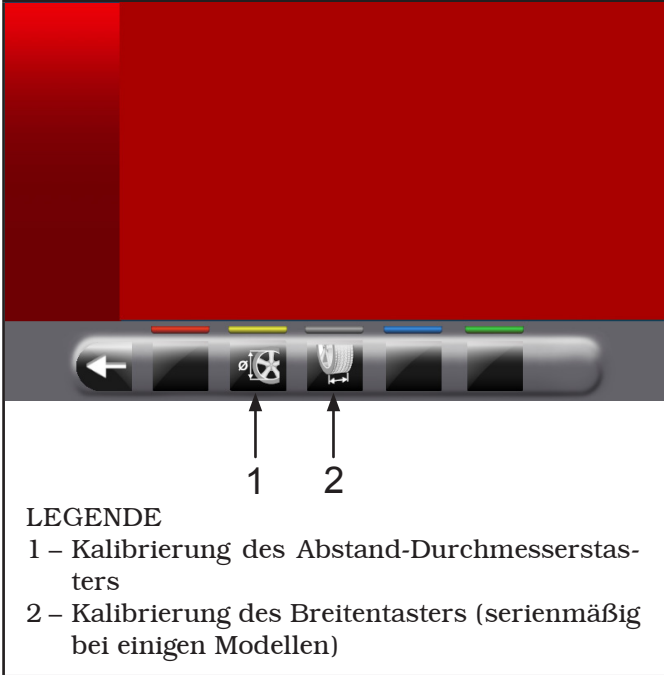 ø
1 2
LEGENDE
1 – Kalibrierung des Abstand-Durchmesserstas-
ters
2 – Kalibrierung des Breitentasters (serienmäßig
bei einigen Modellen)